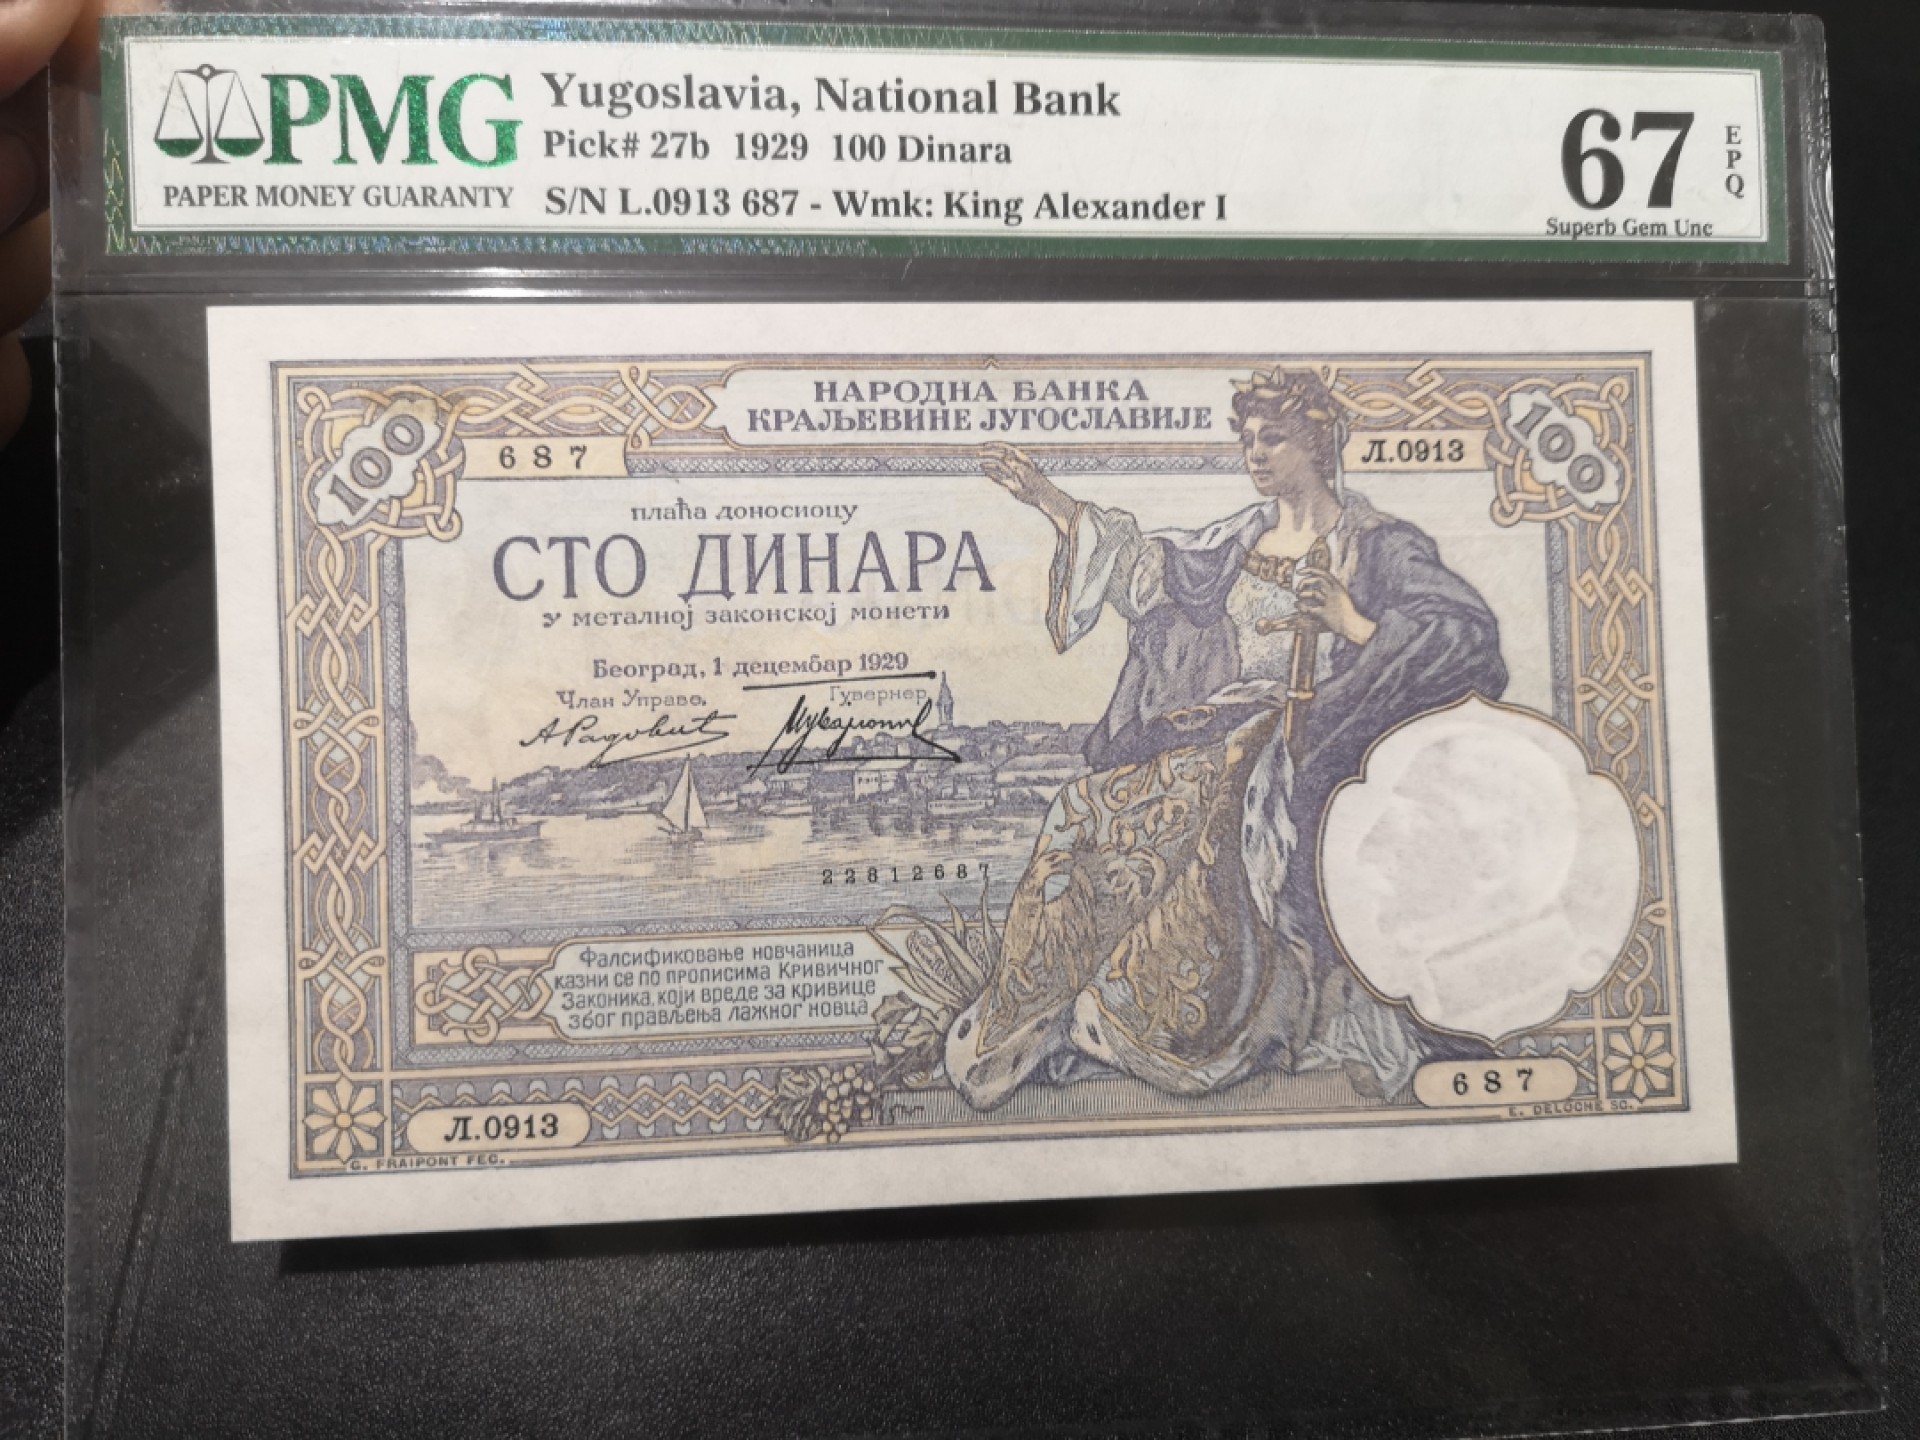 PMG
PAPER MONEY GUARANTY
Yugoslavia, National Bank
Pick# 27b 1929 100 Dinara
S/N L.0913 687 - Wmk: King Alexander I
67
EPQ
Superb Gem Unc
НАРОДНА БАНКА
КРАЉЕВИНЕ ЈУГОСЛАВИЈЕ
100
687
Л.0913
100
плаћа доносиоцу
СТО ДИНАРА
у металној законској монети
Београд, 1 децембар 1929
Члан Управе,
Гувернер,
А Радовић
22812687
Фалсификовање новчаница
казни се по прописима Кривичног
Законика, који вреде за кривице
због прављења лажног новца
Л.0913
687
G. FRAIPONT FEC.
E. DELOCHE SC.